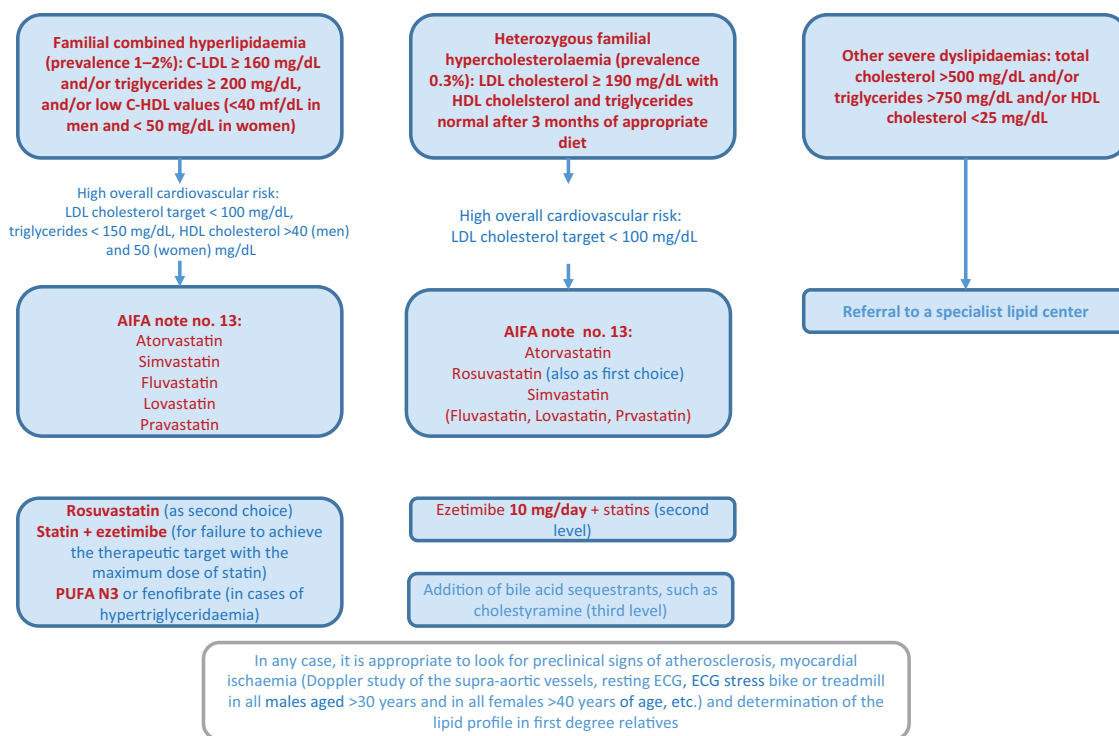 Familial combined hyperlipidaemia
(prevalence 1–2%): C-LDL ≥ 160 mg/dL
and/or triglycerides ≥ 200 mg/dL,
and/or low C-HDL values (<40 mf/dL in
men and < 50 mg/dL in women)
High overall cardiovascular risk:
LDL cholesterol target < 100 mg/dL,
triglycerides < 150 mg/dL, HDL cholesterol >40 (men)
and 50 (women) mg/dL
AIFA note no. 13:
Atorvastatin
Simvastatin
Fluvastatin
Lovastatin
Pravastatin
Rosuvastatin (as second choice)
Statin + ezetimibe (for failure to achieve
the therapeutic target with the
maximum dose of statin)
PUFA N3 or fenofibrate (in cases of
hypertriglyceridaemia)
Heterozygous familial
hypercholesterolaemia (prevalence
0.3%): LDL cholesterol ≥ 190 mg/dL with
HDL cholelsterol and triglycerides
normal after 3 months of appropriate
diet
High overall cardiovascular risk:
LDL cholesterol target < 100 mg/dL
AIFA note no. 13:
Atorvastatin
Rosuvastatin (also as first choice)
Simvastatin
(Fluvastatin, Lovastatin, Prvastatin)
Ezetimibe 10 mg/day + statins (second
level)
Addition of bile acid sequestrants, such as
cholestyramine (third level)
Other severe dyslipidaemias: total
cholesterol >500 mg/dL and/or
triglycerides >750 mg/dL and/or HDL
cholesterol <25 mg/dL
Referral to a specialist lipid center
In any case, it is appropriate to look for preclinical signs of atherosclerosis, myocardial
ischaemia (Doppler study of the supra-aortic vessels, resting ECG, ECG stress bike or treadmill
in all males aged >30 years and in all females >40 years of age, etc.) and determination of the
lipid profile in first degree relatives